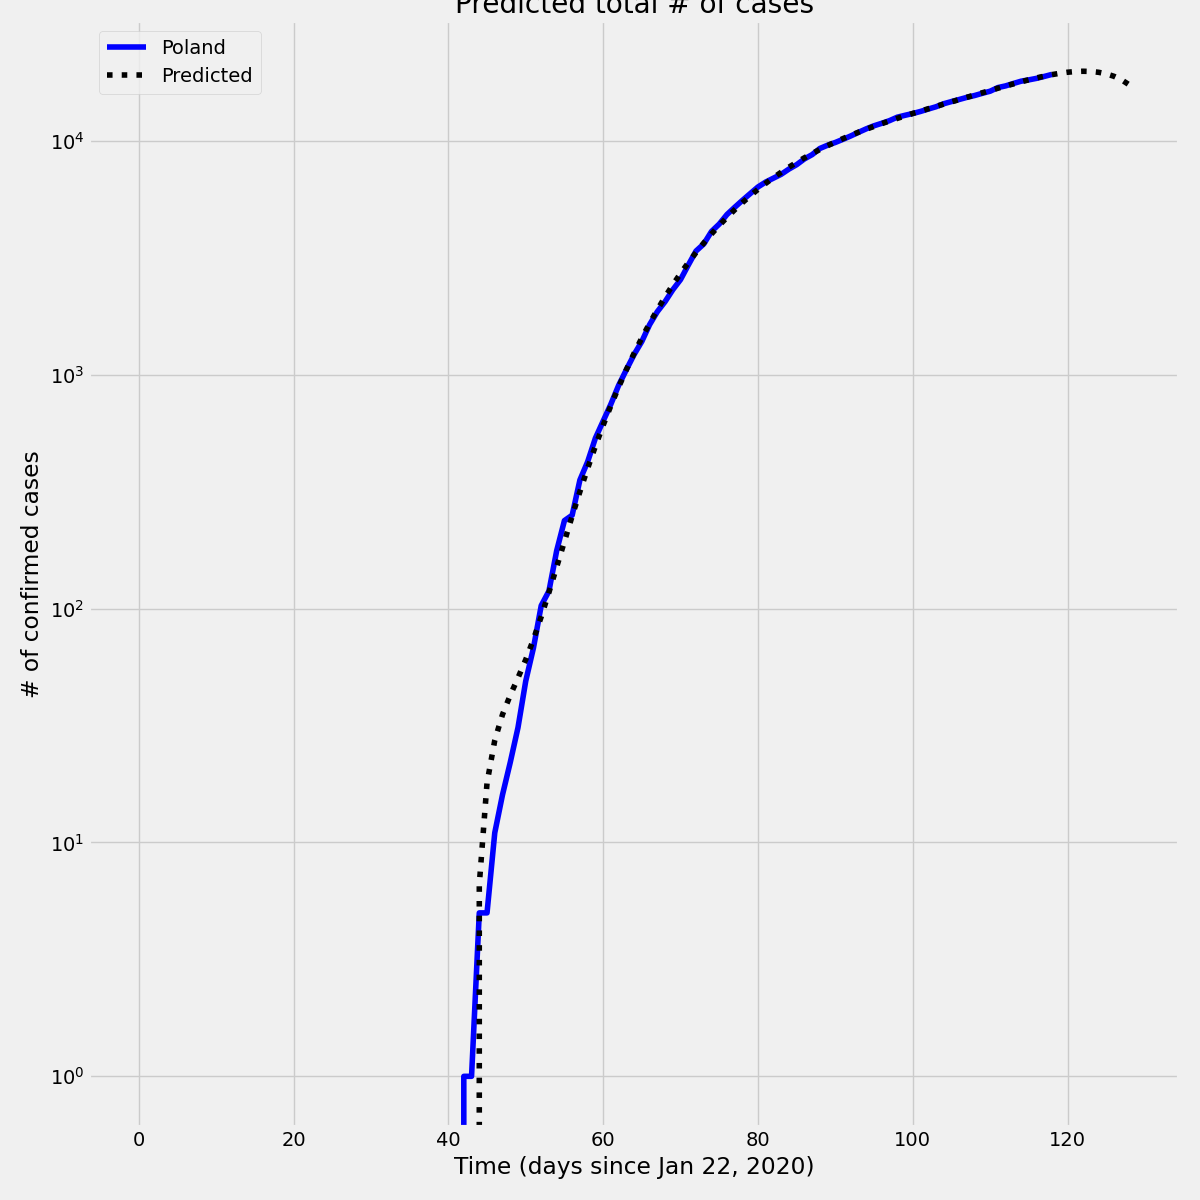 Predicted total # of cases
Poland
Predicted
10⁴
10³
10²
10¹
10⁰
# of confirmed cases
0 20 40 60 80 100 120
Time (days since Jan 22, 2020)